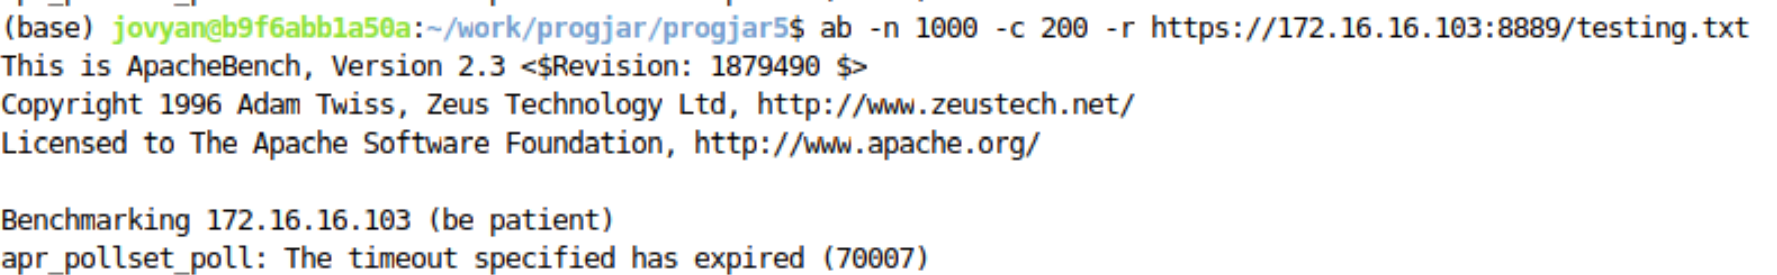 (base) jovyan@b9f6abb1a50a:~/work/progjar/progjar5$ ab -n 1000 -c 200 -r https://172.16.16.103:8889/testing.txt
This is ApacheBench, Version 2.3 <$Revision: 1879490 $>
Copyright 1996 Adam Twiss, Zeus Technology Ltd, http://www.zeustech.net/
Licensed to The Apache Software Foundation, http://www.apache.org/
Benchmarking 172.16.16.103 (be patient)
apr_pollset_poll: The timeout specified has expired (70007)